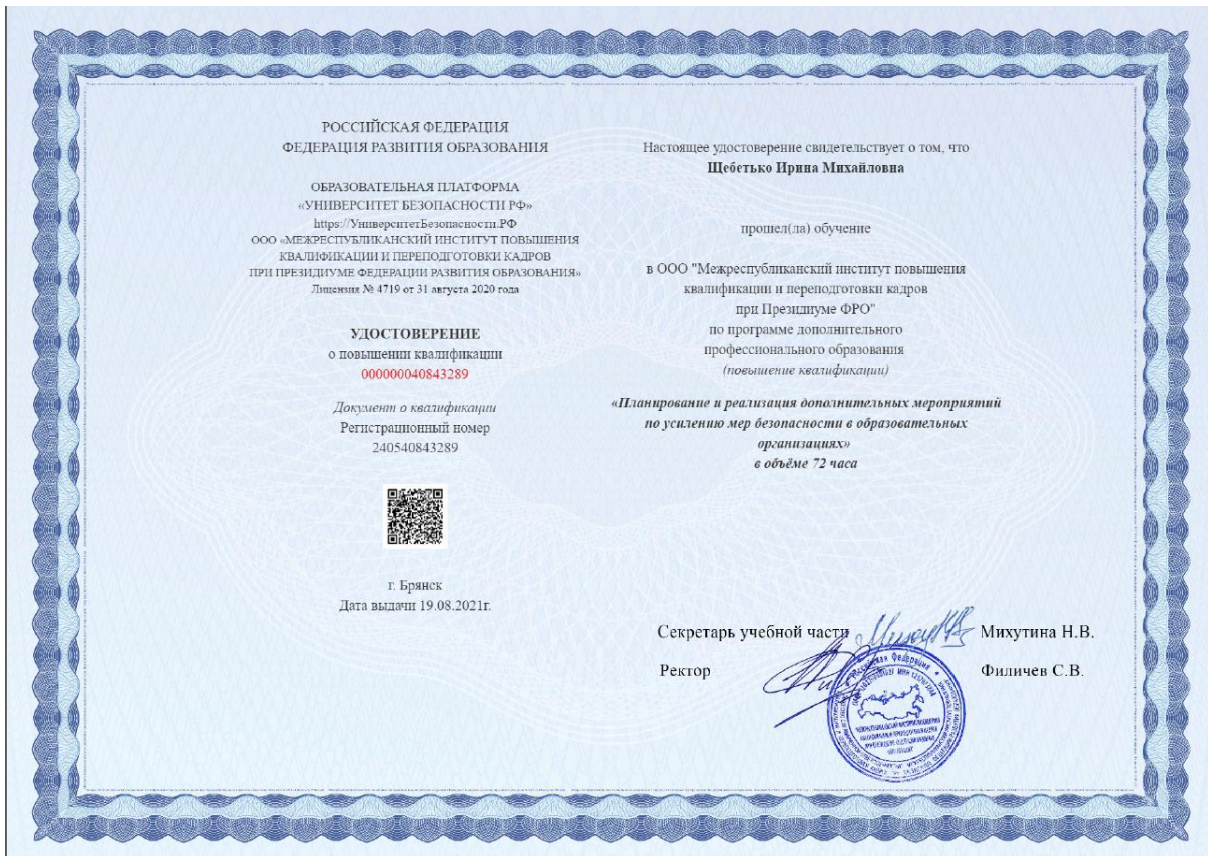 РОССИЙСКАЯ ФЕДЕРАЦИЯ
ФЕДЕРАЦИЯ РАЗВИТИЯ ОБРАЗОВАНИЯ
ОБРАЗОВАТЕЛЬНАЯ ПЛАТФОРМА
«УНИВЕРСИТЕТ БЕЗОПАСНОСТИ РФ»
https://УниверситетБезопасности.РФ
ООО «МЕЖРЕСПУБЛИКАНСКИЙ ИНСТИТУТ ПОВЫШЕНИЯ
КВАЛИФИКАЦИИ И ПЕРЕПОДГОТОВКИ КАДРОВ
ПРИ ПРЕЗИДИУМЕ ФЕДЕРАЦИИ РАЗВИТИЯ ОБРАЗОВАНИЯ»
Лицензия № 4719 от 31 августа 2020 года
УДОСТОВЕРЕНИЕ
о повышении квалификации
000000040843289
Документ о квалификации
Регистрационный номер
240540843289
г. Брянск
Дата выдачи 19.08.2021г.
Настоящее удостоверение свидетельствует о том, что
Щебетько Ирина Михайловна
прошел(ла) обучение
в ООО "Межреспубликанский институт повышения
квалификации и переподготовки кадров
при Президиуме ФРО"
по программе дополнительного
профессионального образования
(повышение квалификации)
«Планирование и реализация дополнительных мероприятий
по усилению мер безопасности в образовательных
организациях»
в объёме 72 часа
Секретарь учебной части Михутина Н.В.
Ректор Филичев С.В.
Российская Федерация